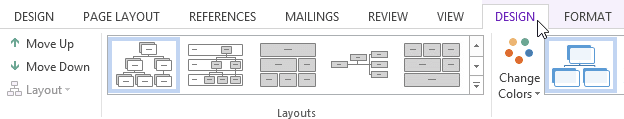 DESIGN PAGE LAYOUT REFERENCES MAILINGS REVIEW VIEW DESIGN FORMAT
Move Up
Move Down
Layout
Change
Colors
Layouts